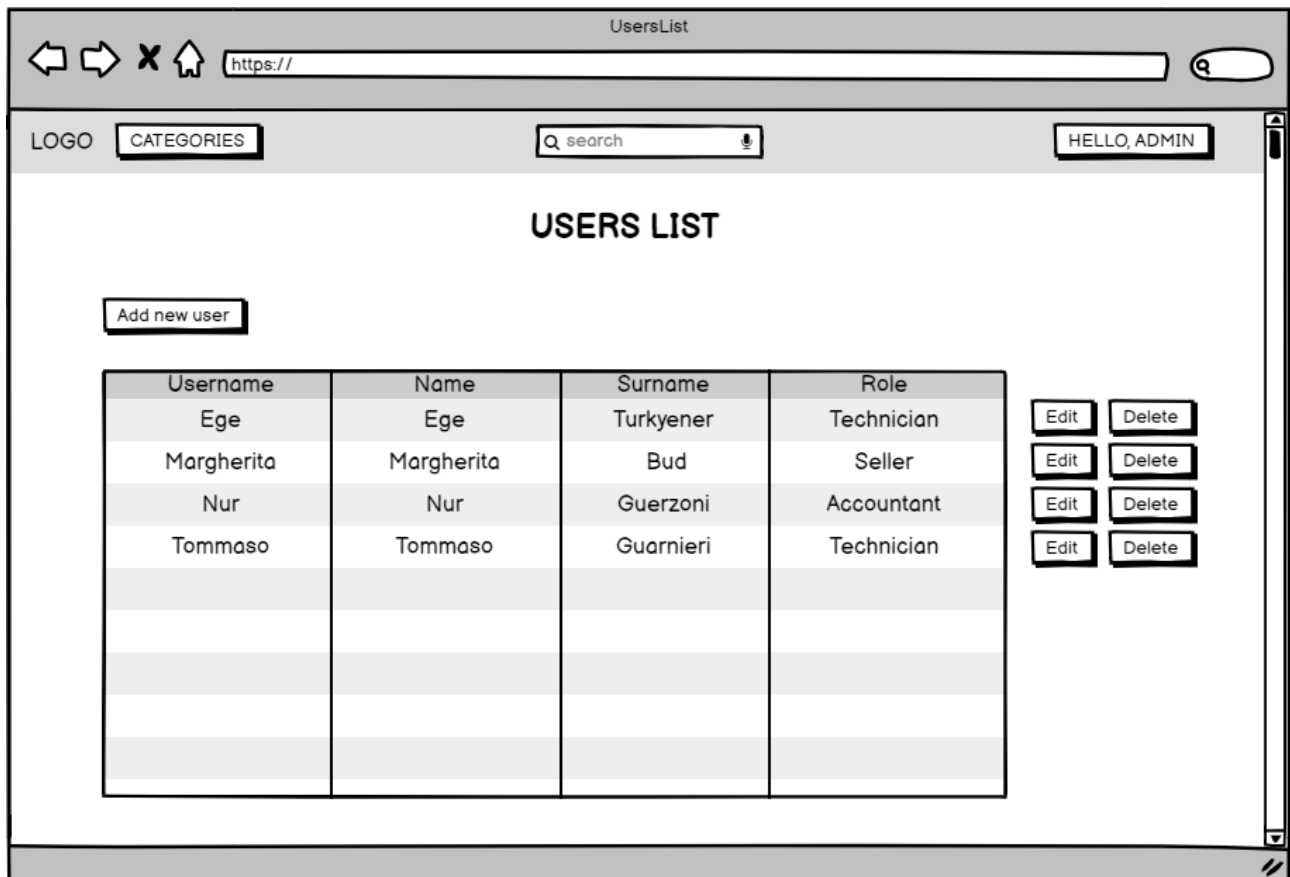 UsersList
https://
LOGO CATEGORIES search HELLO, ADMIN
USERS LIST
Add new user
Username Name Surname Role
Ege Ege Turkyener Technician Edit Delete
Margherita Margherita Bud Seller Edit Delete
Nur Nur Guerzoni Accountant Edit Delete
Tommaso Tommaso Guarnieri Technician Edit Delete